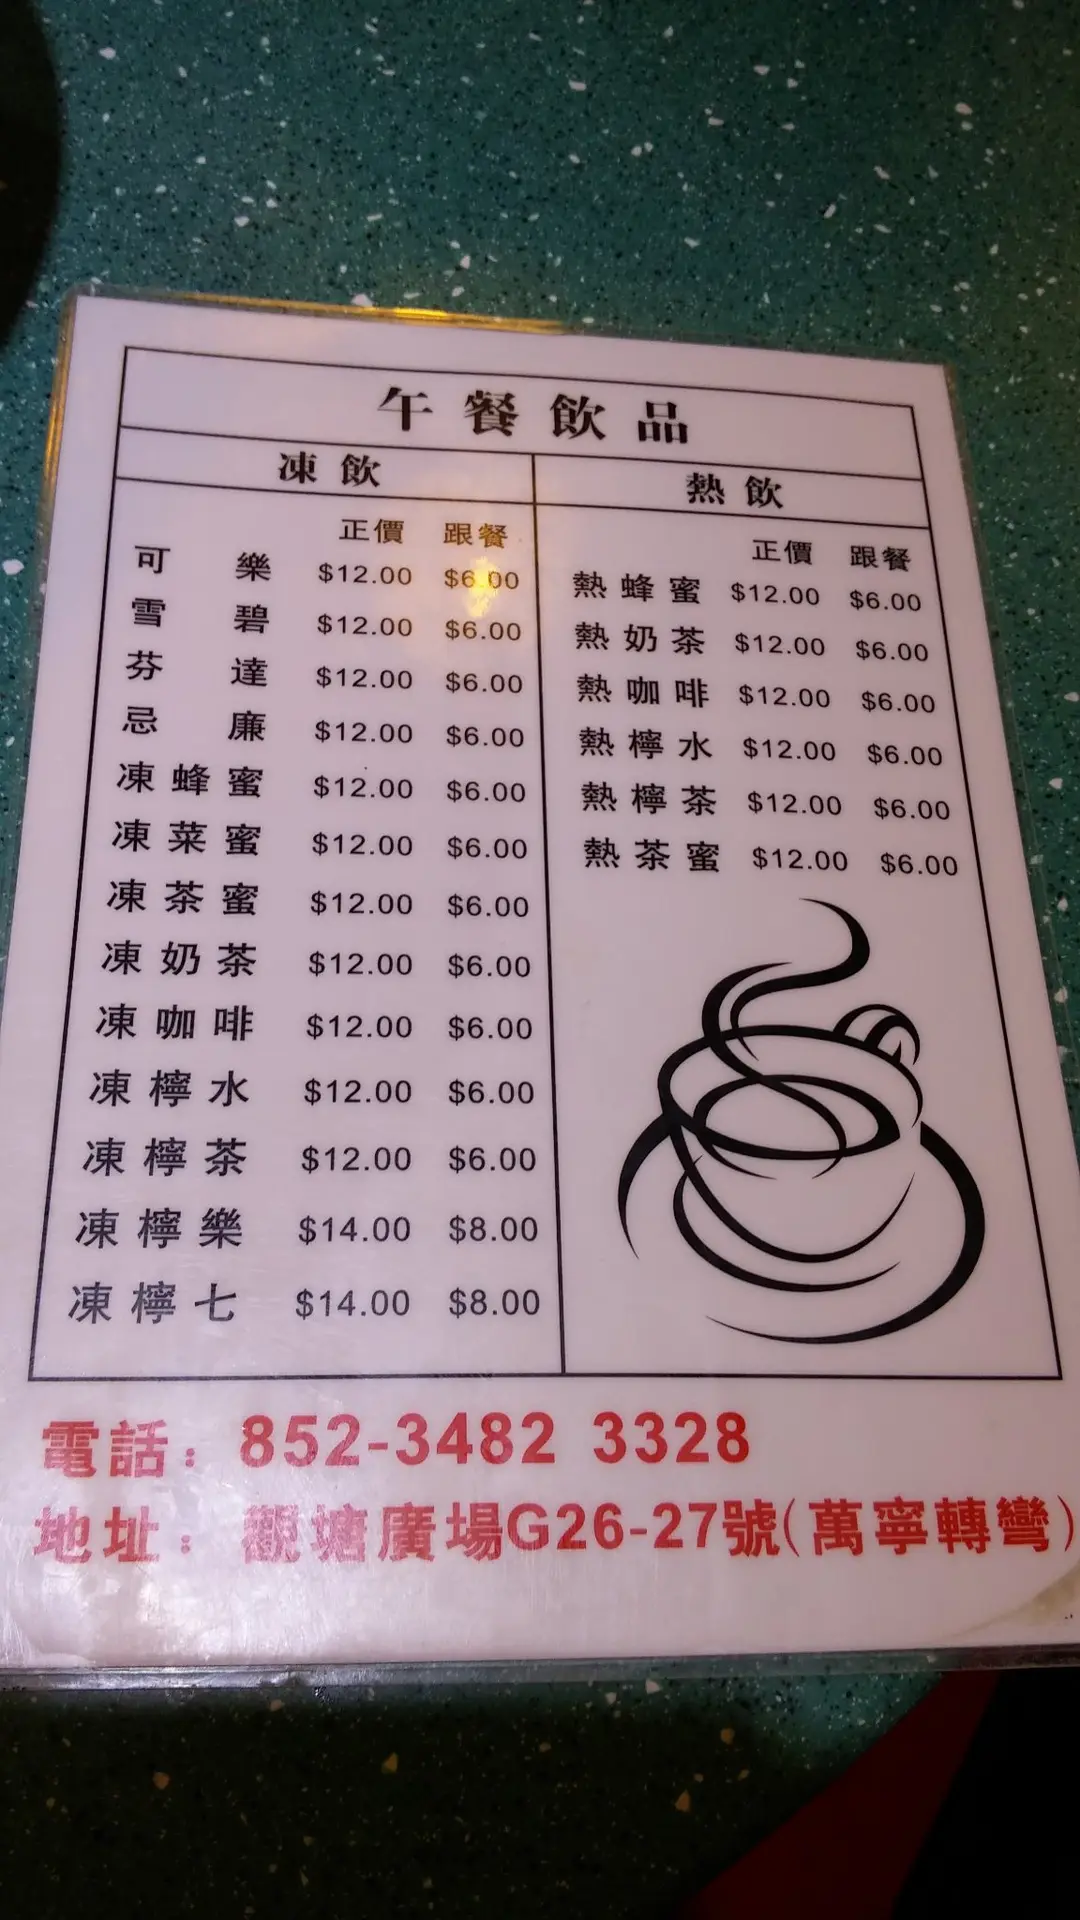 午餐飲品
凍飲
正價 跟餐
可樂 $12.00 $6.00
雪碧 $12.00 $6.00
芬達 $12.00 $6.00
忌廉 $12.00 $6.00
凍蜂蜜 $12.00 $6.00
凍菜蜜 $12.00 $6.00
凍茶蜜 $12.00 $6.00
凍奶茶 $12.00 $6.00
凍咖啡 $12.00 $6.00
凍檸水 $12.00 $6.00
凍檸茶 $12.00 $6.00
凍檸樂 $14.00 $8.00
凍檸七 $14.00 $8.00
熱飲
正價 跟餐
熱蜂蜜 $12.00 $6.00
熱奶茶 $12.00 $6.00
熱咖啡 $12.00 $6.00
熱檸水 $12.00 $6.00
熱檸茶 $12.00 $6.00
熱茶蜜 $12.00 $6.00
電話：852-3482 3328
地址：觀塘廣場G26-27號(萬寧轉彎)